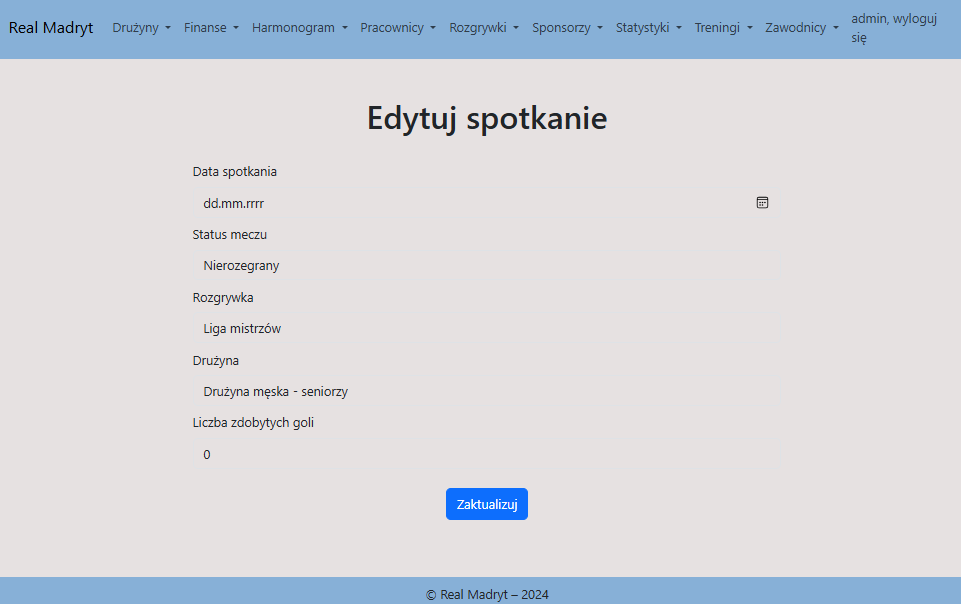 Real Madryt Drużyny Finanse Harmonogram Pracownicy Rozgrywki Sponsorzy Statystyki Treningi Zawodnicy admin, wyloguj
się
Edytuj spotkanie
Data spotkania
dd.mm.rrrr
Status meczu
Nierozegrany
Rozgrywka
Liga mistrzów
Drużyna
Drużyna męska - seniorzy
Liczba zdobytych goli
0
Zaktualizuj
© Real Madryt – 2024